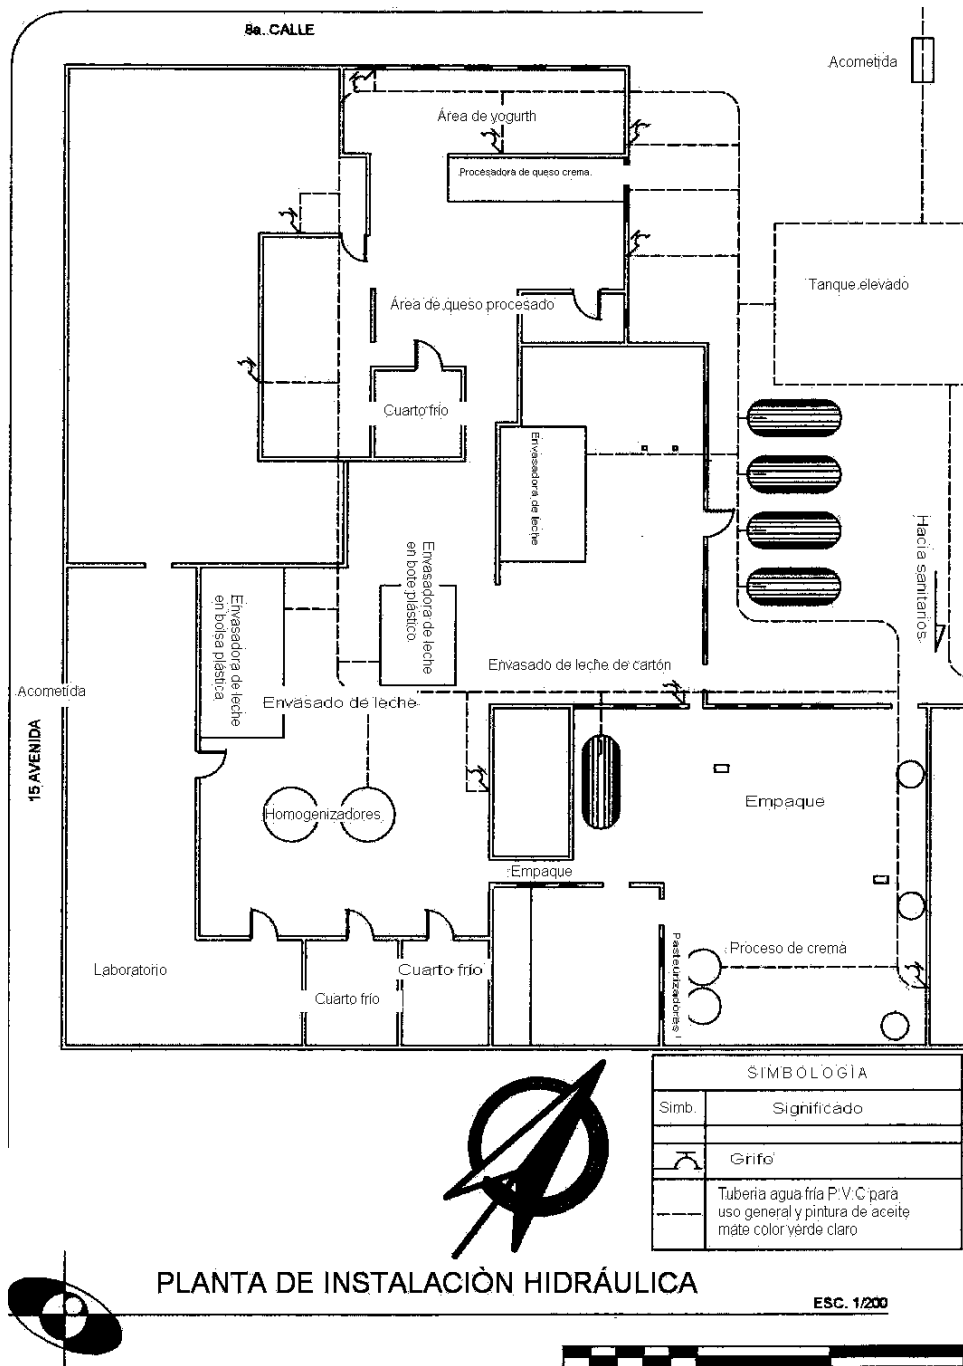 8a. CALLE
Acometida
Área de yogurth
Procesadora de queso crema.
Tanque elevado
Área de queso procesado
Cuarto frío
Envasadora de leche
Envasadora de leche
en bote plástico.
Hacia sanitarios.
Envasadora de leche
en bolsa plástica
Envasado de leche de cartón
Acometida
Envasado de leche
15 AVENIDA
Empaque
Homogenizadores
Empaque
Pasteurizadores
Proceso de crema
Laboratorio
Cuarto frío
Cuarto frío
SIMBOLOGÍA
Simb.
Significado
Grifo
Tuberia agua fría P.V.C para
uso general y pintura de aceite
mate color verde claro
PLANTA DE INSTALACIÒN HIDRÁULICA
ESC. 1/200